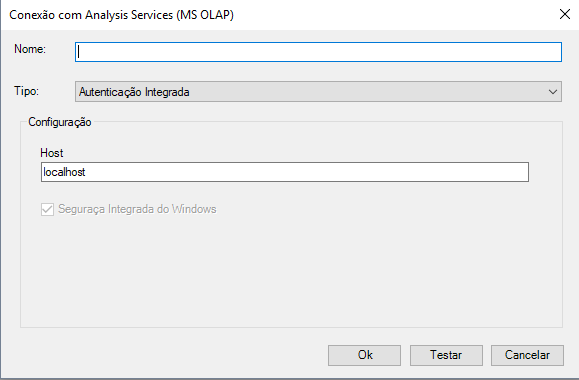 Conexão com Analysis Services (MS OLAP)
Nome:
Tipo: Autenticação Integrada
Configuração
Host
localhost
Seguraça Integrada do Windows
Ok Testar Cancelar